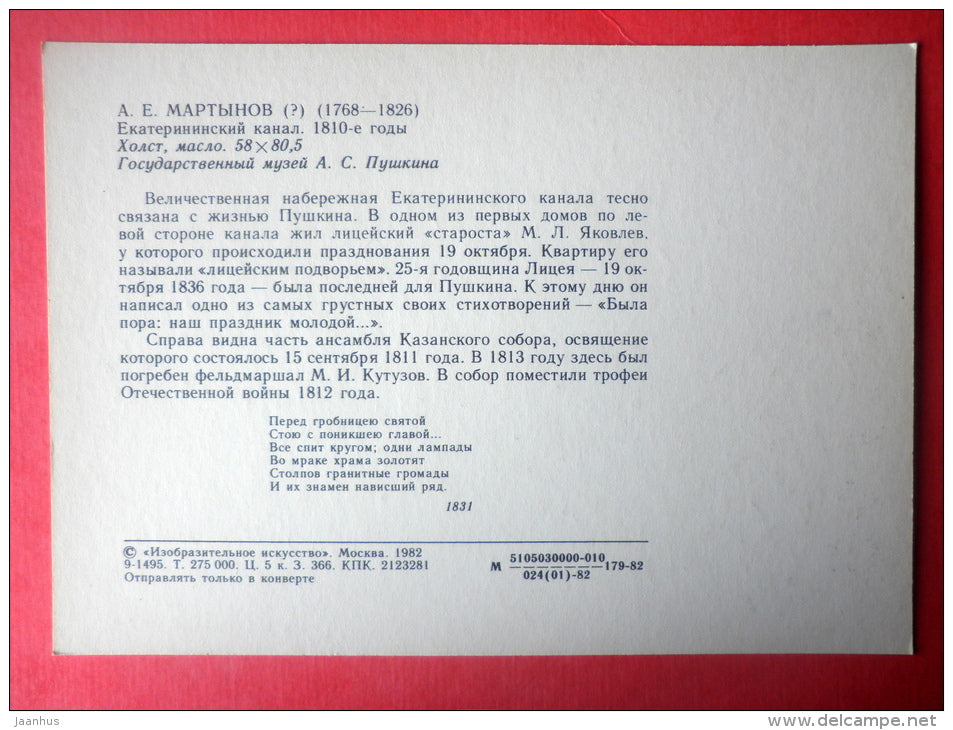 А. Е. МАРТЫНОВ (?) (1768—1826)
Екатерининский канал. 1810-е годы
Холст, масло. 58×80,5
Государственный музей А. С. Пушкина
Величественная набережная Екатерининского канала тесно
связана с жизнью Пушкина. В одном из первых домов по ле-
вой стороне канала жил лицейский «староста» М. Л. Яковлев,
у которого происходили празднования 19 октября. Квартиру его
называли «лицейским подворьем». 25-я годовщина Лицея — 19 ок-
тября 1836 года — была последней для Пушкина. К этому дню он
написал одно из самых грустных своих стихотворений — «Была
пора: наш праздник молодой...».
Справа видна часть ансамбля Казанского собора, освящение
которого состоялось 15 сентября 1811 года. В 1813 году здесь был
погребен фельдмаршал М. И. Кутузов. В собор поместили трофеи
Отечественной войны 1812 года.
Перед гробницею святой
Стою с поникшею главой...
Все спит кругом; одни лампады
Во мраке храма золотят
Столпов гранитные громады
И их знамен нависший ряд.
1831
© «Изобразительное искусство». Москва. 1982
9-1495. Т. 275 000. Ц. 5 к. З. 366. КПК. 2123281
Отправлять только в конверте
М 5105030000-010
024(01)-82
179-82
jaanhus
www.delcampe.net